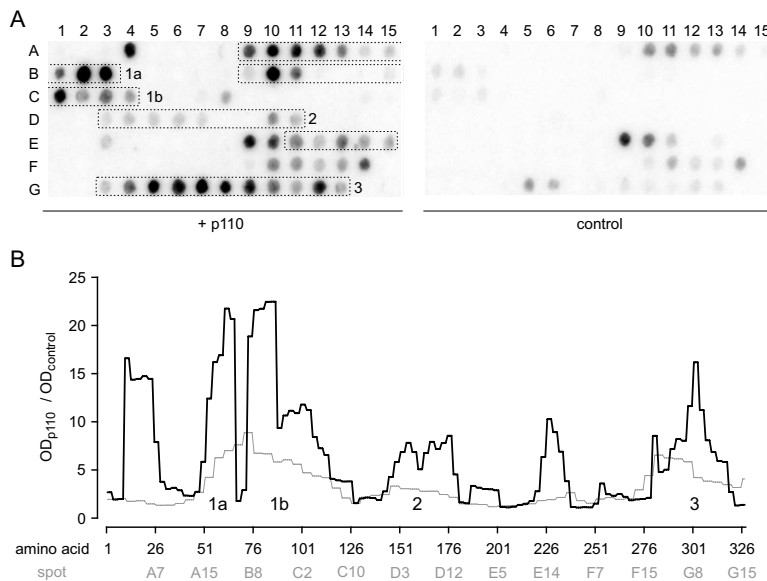 A
1 2 3 4 5 6 7 8 9 10 11 12 13 14 15
1 2 3 4 5 6 7 8 9 10 11 12 13 14 15
A
B 1a
C 1b
D 2
E
F
G 3
+ p110
control
B
25
20
15
10
5
0
OD p110 / OD control
1a 1b 2 3
amino acid 1 26 51 76 101 126 151 176 201 226 251 276 301 326
spot A7 A15 B8 C2 C10 D3 D12 E5 E14 F7 F15 G8 G15